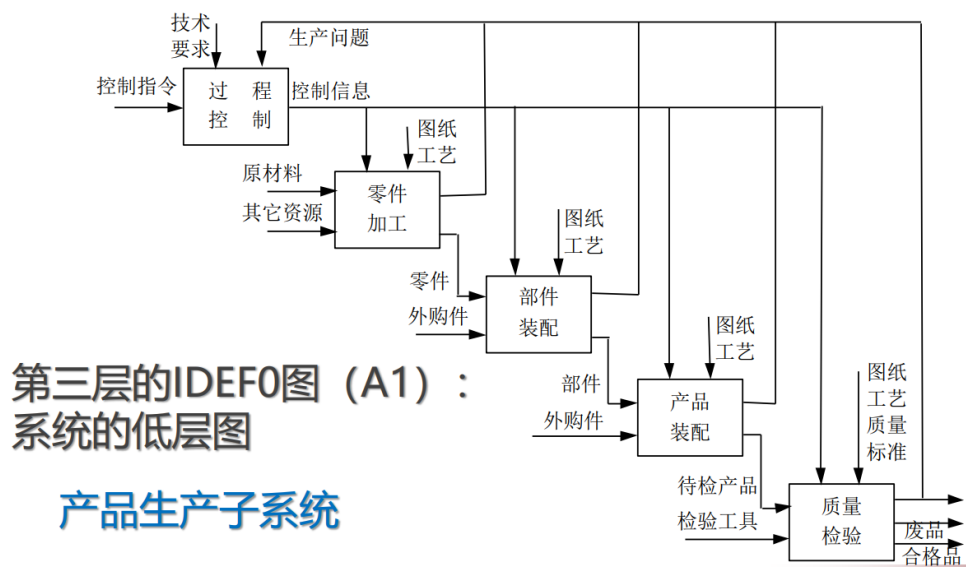 技术
要求
生产问题
控制指令
过 程
控 制
控制信息
图纸
工艺
原材料
其它资源
零件
加工
图纸
工艺
零件
外购件
部件
装配
图纸
工艺
部件
外购件
产品
装配
图纸
工艺
质量
标准
待检产品
检验工具
质量
检验
废品
合格品
第三层的IDEF0图（A1）：
系统的低层图
产品生产子系统